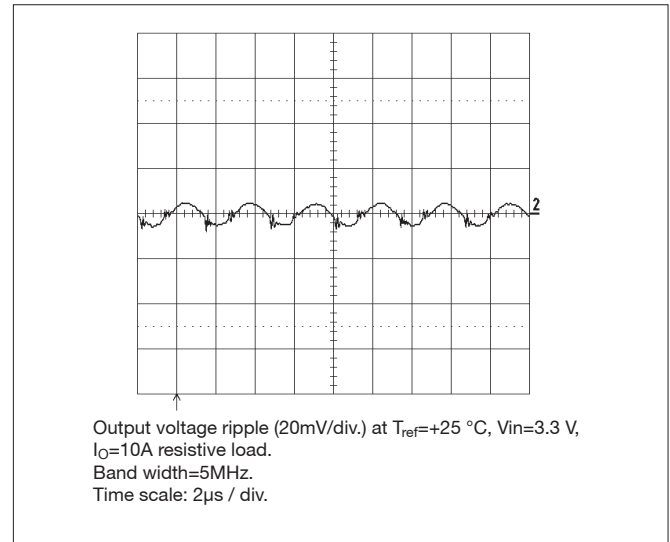 2
Output voltage ripple (20mV/div.) at Tref=+25 °C, Vin=3.3 V,
IO=10A resistive load.
Band width=5MHz.
Time scale: 2µs / div.